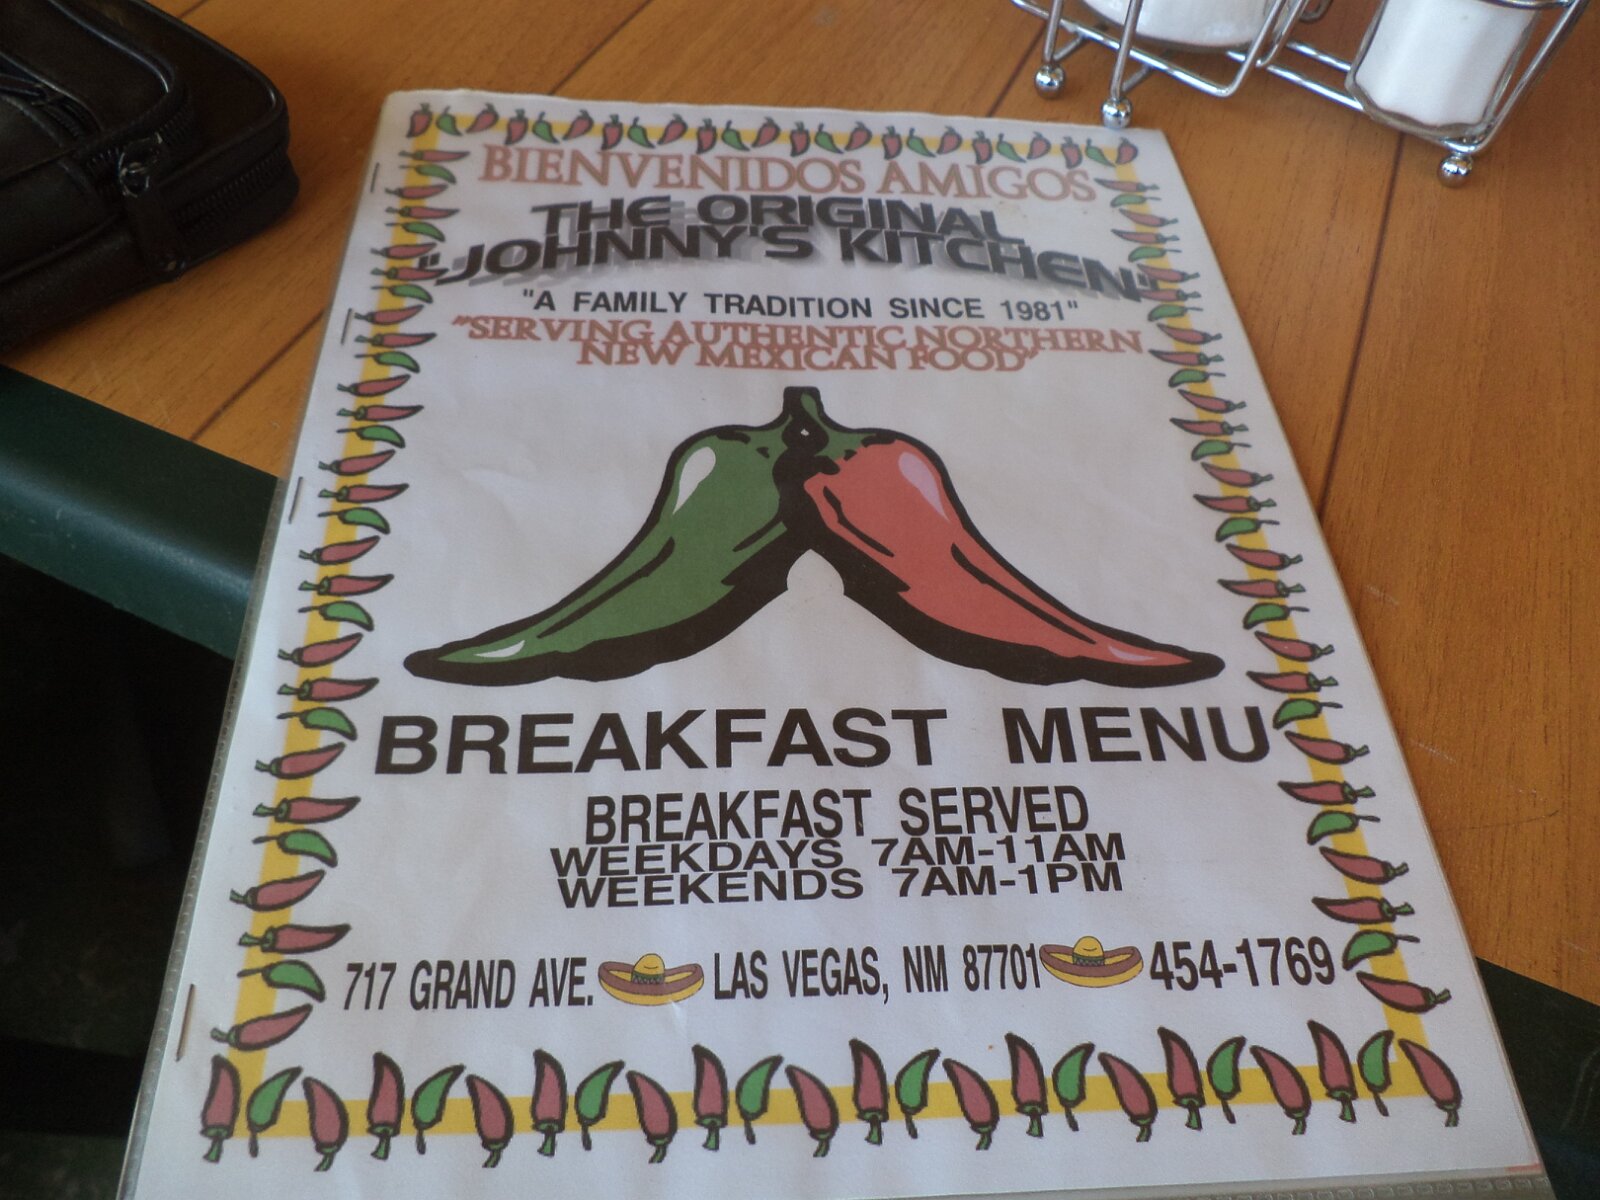 BIENVENIDOS AMIGOS
THE ORIGINAL
"JOHNNY'S KITCHEN"
"A FAMILY TRADITION SINCE 1981"
"SERVING AUTHENTIC NORTHERN
NEW MEXICAN FOOD"
BREAKFAST MENU
BREAKFAST SERVED
WEEKDAYS 7AM-11AM
WEEKENDS 7AM-1PM
717 GRAND AVE. LAS VEGAS, NM 87701 454-1769